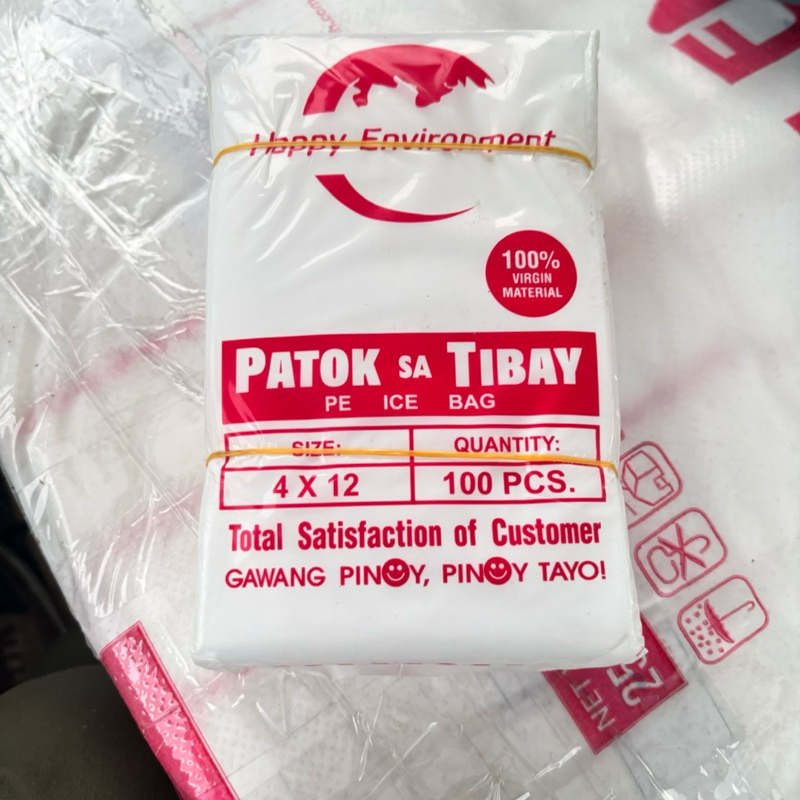 Happy Environment
100%
VIRGIN
MATERIAL
PATOK SA TIBAY
PE ICE BAG
SIZE: QUANTITY:
4 X 12 100 PCS.
Total Satisfaction of Customer
GAWANG PINOY, PINOY TAYO!
NET